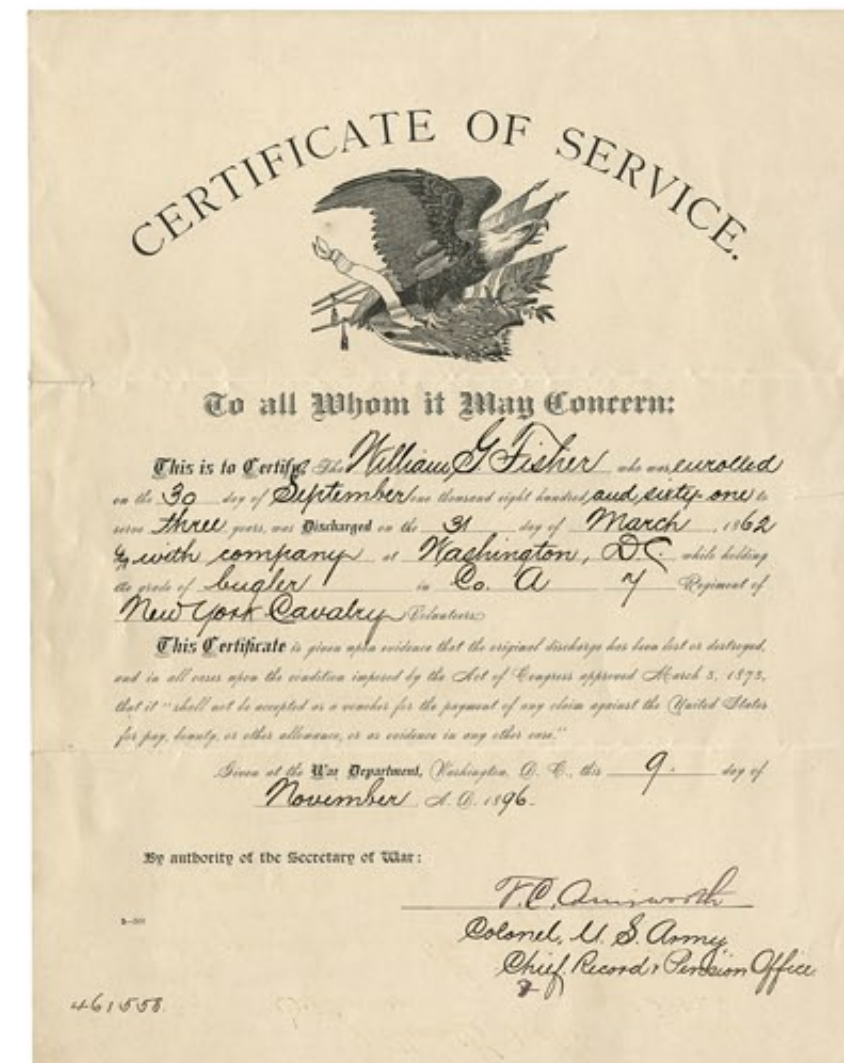 CERTIFICATE OF SERVICE.
To all Whom it May Concern:
This is to Certify, The William G Fisher who was enrolled
on the 30 day of September one thousand eight hundred and sixty-one to
serve three years, was Discharged on the 31 day of March, 1862
with company at Washington, D.C. while holding
the grade of bugler in Co. A 7 Regiment of
New York Cavalry Volunteers
This Certificate is given upon evidence that the original discharge has been lost or destroyed,
and in all cases upon the condition imposed by the Act of Congress approved March 3, 1873,
that it "shall not be accepted as a voucher for the payment of any claim against the United States
for pay, bounty, or other allowance, or as evidence in any other case."
Given at the War Department, Washington, D. C., this 9. day of
November, A. D. 1896.
By authority of the Secretary of War:
F.C. Ainsworth
Colonel, U. S. Army
Chief, Record & Pension Office
461558